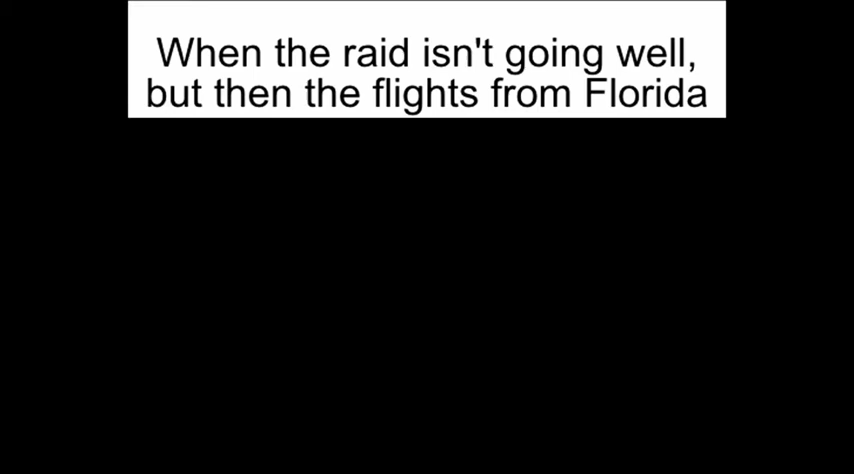 When the raid isn't going well,
but then the flights from Florida